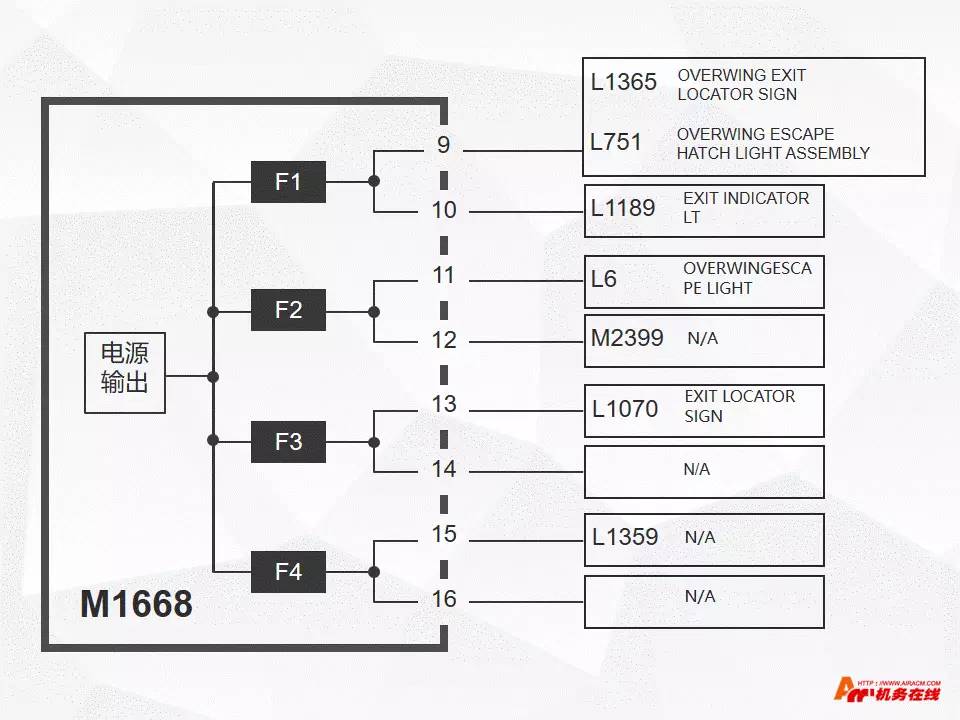 L1365 OVERWING EXIT
LOCATOR SIGN
L751 OVERWING ESCAPE
HATCH LIGHT ASSEMBLY
9
F1
10
L1189 EXIT INDICATOR
LT
11
L6 OVERWINGESCA
PE LIGHT
F2
12
M2399 N/A
电源
输出
13
L1070 EXIT LOCATOR
SIGN
F3
14
N/A
15
L1359 N/A
F4
16
N/A
M1668
HTTP://WWW.AIRACM.COM
机务在线